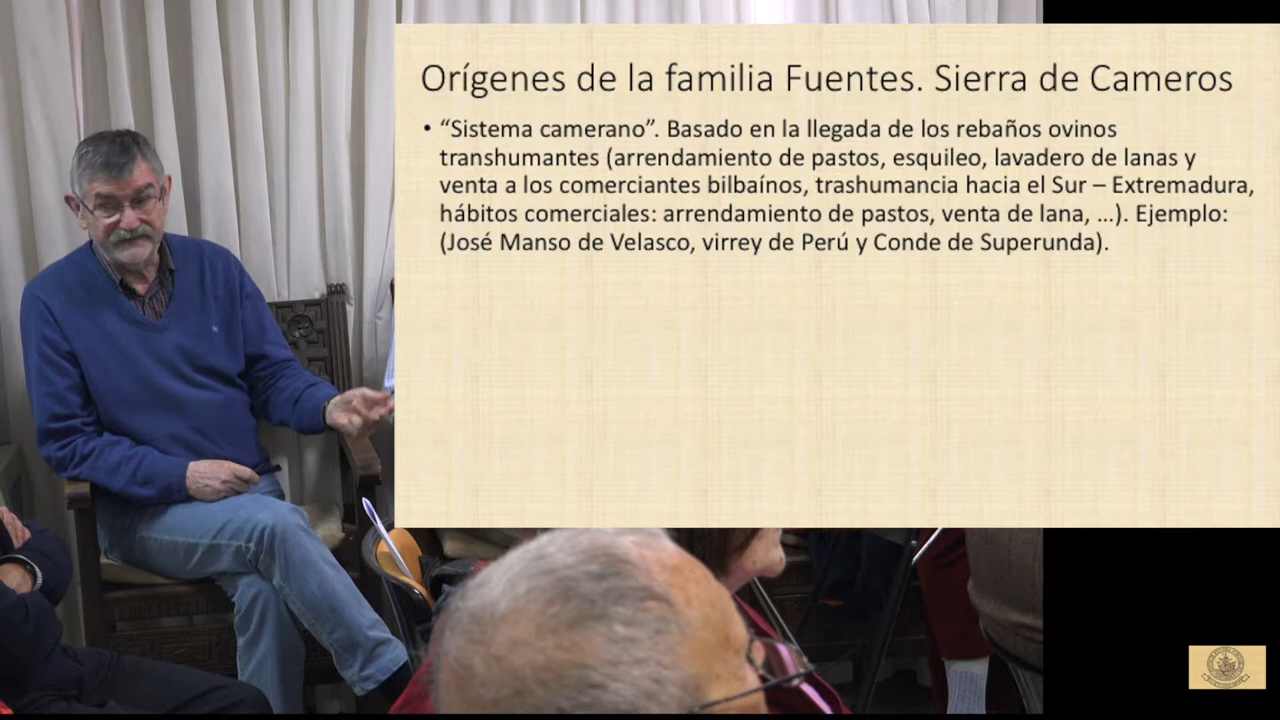 Orígenes de la familia Fuentes. Sierra de Cameros
• “Sistema camerano”. Basado en la llegada de los rebaños ovinos
transhumantes (arrendamiento de pastos, esquileo, lavadero de lanas y
venta a los comerciantes bilbaínos, trashumancia hacia el Sur – Extremadura,
hábitos comerciales: arrendamiento de pastos, venta de lana, …). Ejemplo:
(José Manso de Velasco, virrey de Perú y Conde de Superunda).